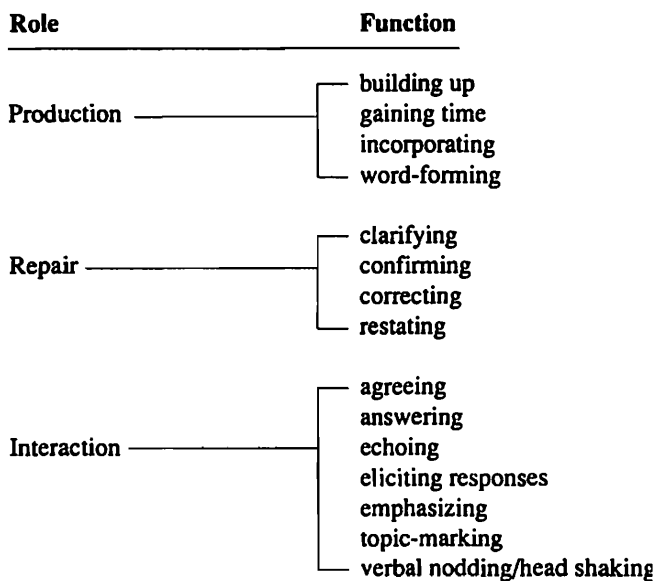 Role Function
building up
Production gaining time
incorporating
word-forming
clarifying
Repair confirming
correcting
restating
agreeing
answering
Interaction echoing
eliciting responses
emphasizing
topic-marking
verbal nodding/head shaking